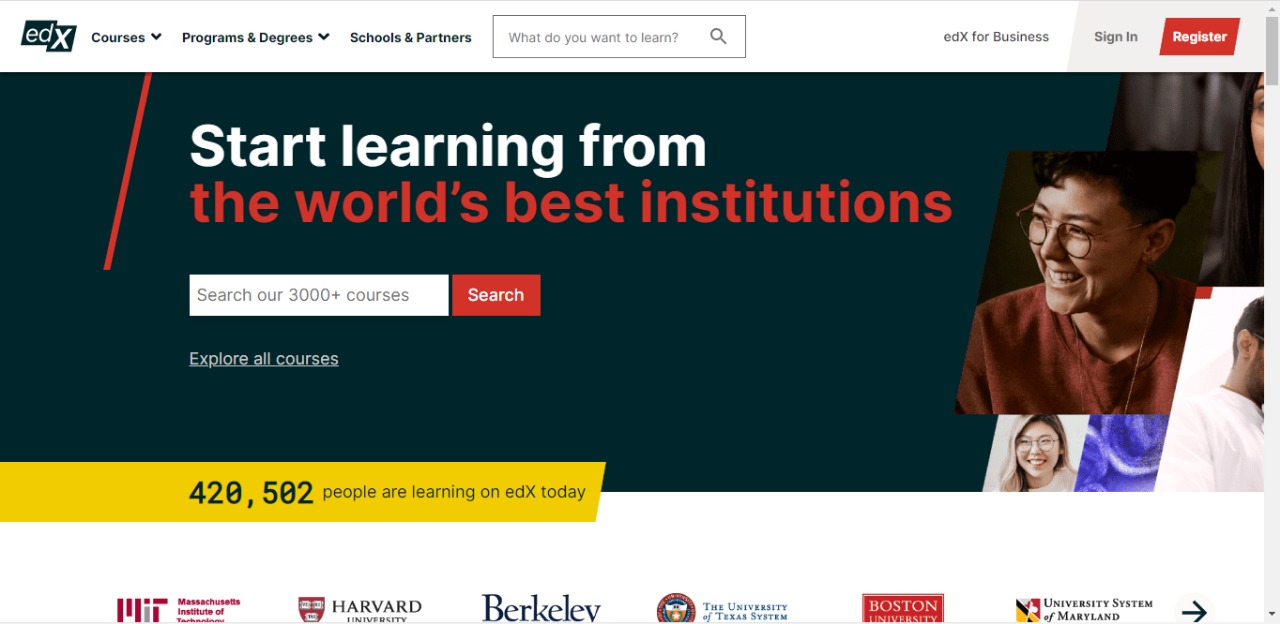 edX
Courses
Programs & Degrees
Schools & Partners
What do you want to learn?
edX for Business
Sign In
Register
Start learning from
the world’s best institutions
Search our 3000+ courses
Search
Explore all courses
420,502 people are learning on edX today
MIT
Massachusetts
Institute of
Technology
HARVARD
UNIVERSITY
Berkeley
THE UNIVERSITY
OF TEXAS SYSTEM
BOSTON
UNIVERSITY
UNIVERSITY SYSTEM
of MARYLAND